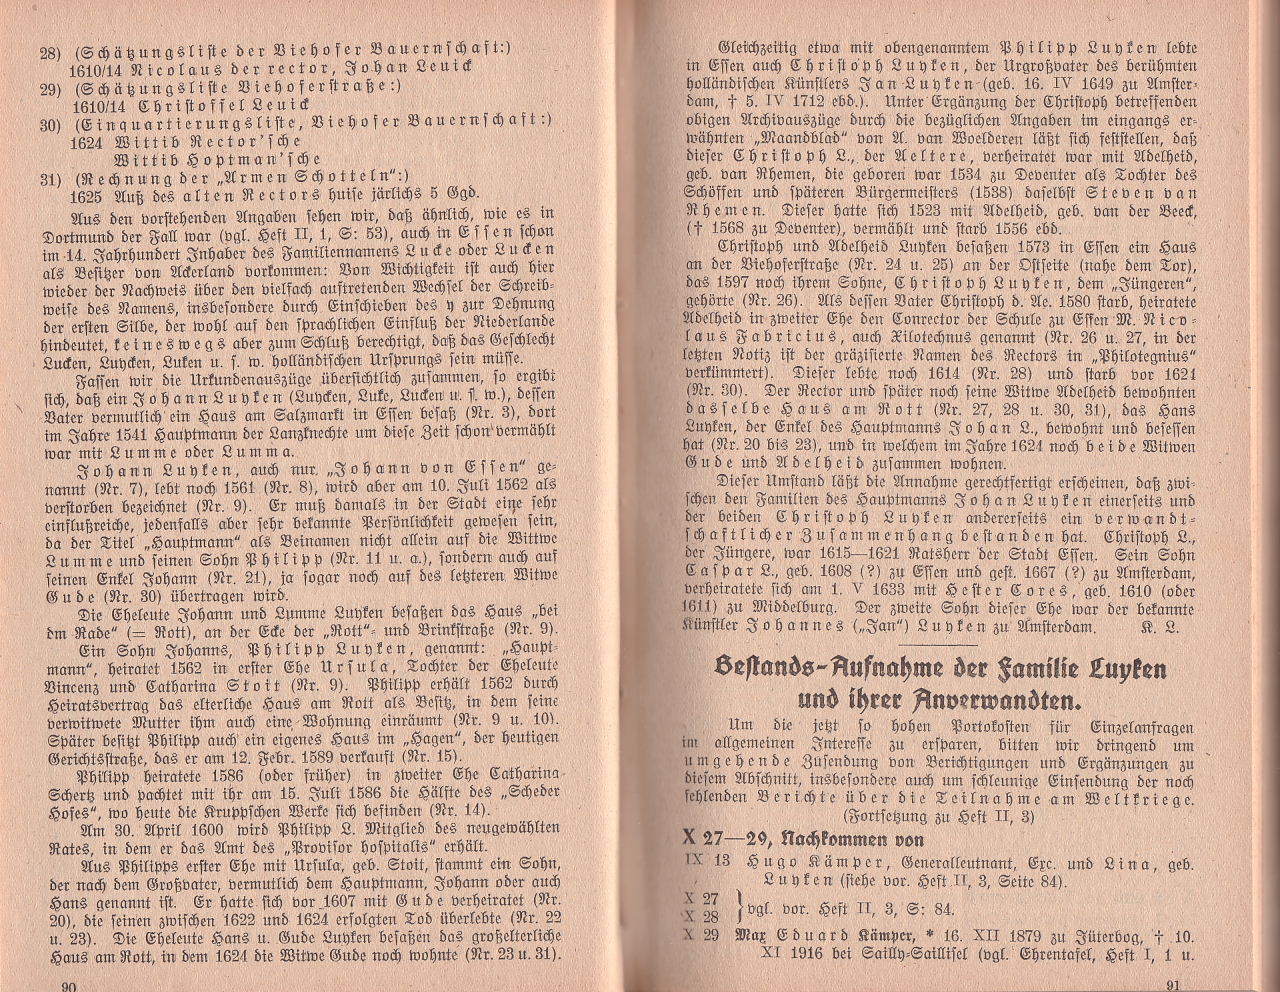 28) (Schätzungsliste der Viehofer Bauernschaft:)
1610/14 Nicolaus der rector, Johan Leuick
29) (Schätzungsliste Viehoferstraße:)
1610/14 Christoffel Leuick
30) (Einquartierungsliste, Viehofer Bauernschaft:)
1624 Wittib Rector'sche
Wittib Hoptman'sche
31) (Rechnung der „Armen Schotteln“:)
1625 Auß des alten Rectors huise järlichs 5 Ggd.
Aus den vorstehenden Angaben sehen wir, daß ähnlich, wie es in
Dortmund der Fall war (vgl. Heft II, 1, S: 53), auch in Essen schon
im 14. Jahrhundert Inhaber des Familiennamens Lucke oder Lucken
als Besitzer von Ackerland vorkommen: Von Wichtigkeit ist auch hier
wieder der Nachweis über den vielfach auftretenden Wechsel der Schreib-
weise des Namens, insbesondere durch Einschieben des y zur Dehnung
der ersten Silbe, der wohl auf den sprachlichen Einfluß der Niederlande
hindeutet, keineswegs aber zum Schluß berechtigt, daß das Geschlecht
Lucken, Luycken, Luken u. s. w. holländischen Ursprungs sein müsse.
Fassen wir die Urkundenauszüge übersichtlich zusammen, so ergibt
sich, daß ein Johann Luyken (Luycken, Luke, Lucken u. s. w.), dessen
Vater vermutlich ein Haus am Salzmarkt in Essen besaß (Nr. 3), dort
im Jahre 1541 Hauptmann der Lanzknechte um diese Zeit schon vermählt
war mit Lumme oder Lumma.
Johann Luyken, auch nur „Johann von Essen“ ge-
nannt (Nr. 7), lebt noch 1561 (Nr. 8), wird aber am 10. Juli 1562 als
verstorben bezeichnet (Nr. 9). Er muß damals in der Stadt eine sehr
einflußreiche, jedenfalls aber sehr bekannte Persönlichkeit gewesen sein,
da der Titel „Hauptmann“ als Beinamen nicht allein auf die Wittwe
Lumme und seinen Sohn Philipp (Nr. 11 u. a.), sondern auch auf
seinen Enkel Johann (Nr. 21), ja sogar noch auf des letzteren Witwe
Gude (Nr. 30) übertragen wird.
Die Eheleute Johann und Lumme Luyken besaßen das Haus „bei
dm Rade“ (= Rott), an der Ecke der „Rott“- und Brinkstraße (Nr. 9).
Ein Sohn Johanns, Philipp Luyken, genannt: „Haupt-
mann“, heiratet 1562 in erster Ehe Ursula, Tochter der Eheleute
Vincenz und Catharina Stoit (Nr. 9). Philipp erhält 1562 durch
Heiratsvertrag das elterliche Haus am Rott als Besitz, in dem seine
verwitwete Mutter ihm auch eine Wohnung einräumt (Nr. 9 u. 10).
Später besitzt Philipp auch ein eigenes Haus im „Hagen“, der heutigen
Gerichtsstraße, das er am 12. Febr. 1589 verkauft (Nr. 15).
Philipp heiratete 1586 (oder früher) in zweiter Ehe Catharina
Schertz und pachtet mit ihr am 15. Juli 1586 die Hälfte des „Scheder
Hofes“, wo heute die Kruppschen Werke sich befinden (Nr. 14).
Am 30. April 1600 wird Philipp L. Mitglied des neugewählten
Rates, in dem er das Amt des „Provisor hospitalis“ erhält.
Aus Philipps erster Ehe mit Ursula, geb. Stoit, stammt ein Sohn,
der nach dem Großvater, vermutlich dem Hauptmann, Johann oder auch
Hans genannt ist. Er hatte sich vor 1607 mit Gude verheiratet (Nr.
20), die seinen zwischen 1622 und 1624 erfolgten Tod überlebte (Nr. 22
u. 23). Die Eheleute Hans u. Gude Luyken besaßen das großelterliche
Haus am Rott, in dem 1624 die Witwe Gude noch wohnte (Nr. 23 u. 31).
90
Gleichzeitig etwa mit obengenanntem Philipp Luyken lebte
in Essen auch Christoph Luyken, der Urgroßvater des berühmten
holländischen Künstlers Jan Luyken (geb. 16. IV 1649 zu Amster-
dam, † 5. IV 1712 ebd.). Unter Ergänzung der Christoph betreffenden
obigen Archivauszüge durch die bezüglichen Angaben im eingangs er-
wähnten „Maandblad“ von A. van Woelderen läßt sich feststellen, daß
dieser Christoph L., der Aeltere, verheiratet war mit Adelheid,
geb. van Rhemen, die geboren war 1534 zu Deventer als Tochter des
Schöffen und späteren Bürgermeisters (1538) daselbst Steven van
Rhemen. Dieser hatte sich 1523 mit Adelheid, geb. van der Beeck,
(† 1568 zu Deventer), vermählt und starb 1556 ebd.
Christoph und Adelheid Luyken besaßen 1573 in Essen ein Haus
an der Viehoferstraße (Nr. 24 u. 25) an der Ostseite (nahe dem Tor),
das 1597 noch ihrem Sohne, Christoph Luyken, dem „Jüngeren“,
gehörte (Nr. 26). Als dessen Vater Christoph d. Ae. 1580 starb, heiratete
Adelheid in zweiter Ehe den Conrector der Schule zu Essen M. Nico-
laus Fabricius, auch Xilotechnus genannt (Nr. 26 u. 27, in der
letzten Notiz ist der gräzisierte Namen des Rectors in „Philotegnius“
verkümmert). Dieser lebte noch 1614 (Nr. 28) und starb vor 1621
(Nr. 30). Der Rector und später noch seine Witwe Adelheid bewohnten
dasselbe Haus am Rott (Nr. 27, 28 u. 30, 31), das Hans
Luyken, der Enkel des Hauptmanns Johan L., bewohnt und besessen
hat (Nr. 20 bis 23), und in welchem im Jahre 1624 noch beide Witwen
Gude und Adelheid zusammen wohnen.
Dieser Umstand läßt die Annahme gerechtfertigt erscheinen, daß zwi-
schen den Familien des Hauptmanns Johan Luyken einerseits und
der beiden Christoph Luyken andererseits ein verwandt-
schaftlicher Zusammenhang bestanden hat. Christoph L.,
der Jüngere, war 1615—1621 Ratsherr der Stadt Essen. Sein Sohn
Caspar L., geb. 1608 (?) zu Essen und gest. 1667 (?) zu Amsterdam,
verheiratete sich am 1. V 1633 mit Hester Cores, geb. 1610 (oder
1611) zu Middelburg. Der zweite Sohn dieser Ehe war der bekannte
Künstler Johannes („Jan“) Luyken zu Amsterdam. K. L.
Bestands-Aufnahme der Familie Luyken
und ihrer Anverwandten.
Um die jetzt so hohen Portokosten für Einzelanfragen
im allgemeinen Interesse zu ersparen, bitten wir dringend um
umgehende Zusendung von Berichtigungen und Ergänzungen zu
diesem Abschnitt, insbesondere auch um schleunige Einsendung der noch
fehlenden Berichte über die Teilnahme am Weltkriege.
(Fortsetzung zu Heft II, 3)
X 27—29, Nachkommen von
IX 13 Hugo Kämper, Generalleutnant, Exc. und Lina, geb.
Luyken (siehe vor. Heft II, 3, Seite 84).
X 27
X 28 } vgl. vor. Heft II, 3, S: 84.
X 29 Max Eduard Kämper, * 16. XII 1879 zu Jüterbog, † 10.
XI 1916 bei Sailly-Saillisel (vgl. Ehrentafel, Heft I, 1 u.
91